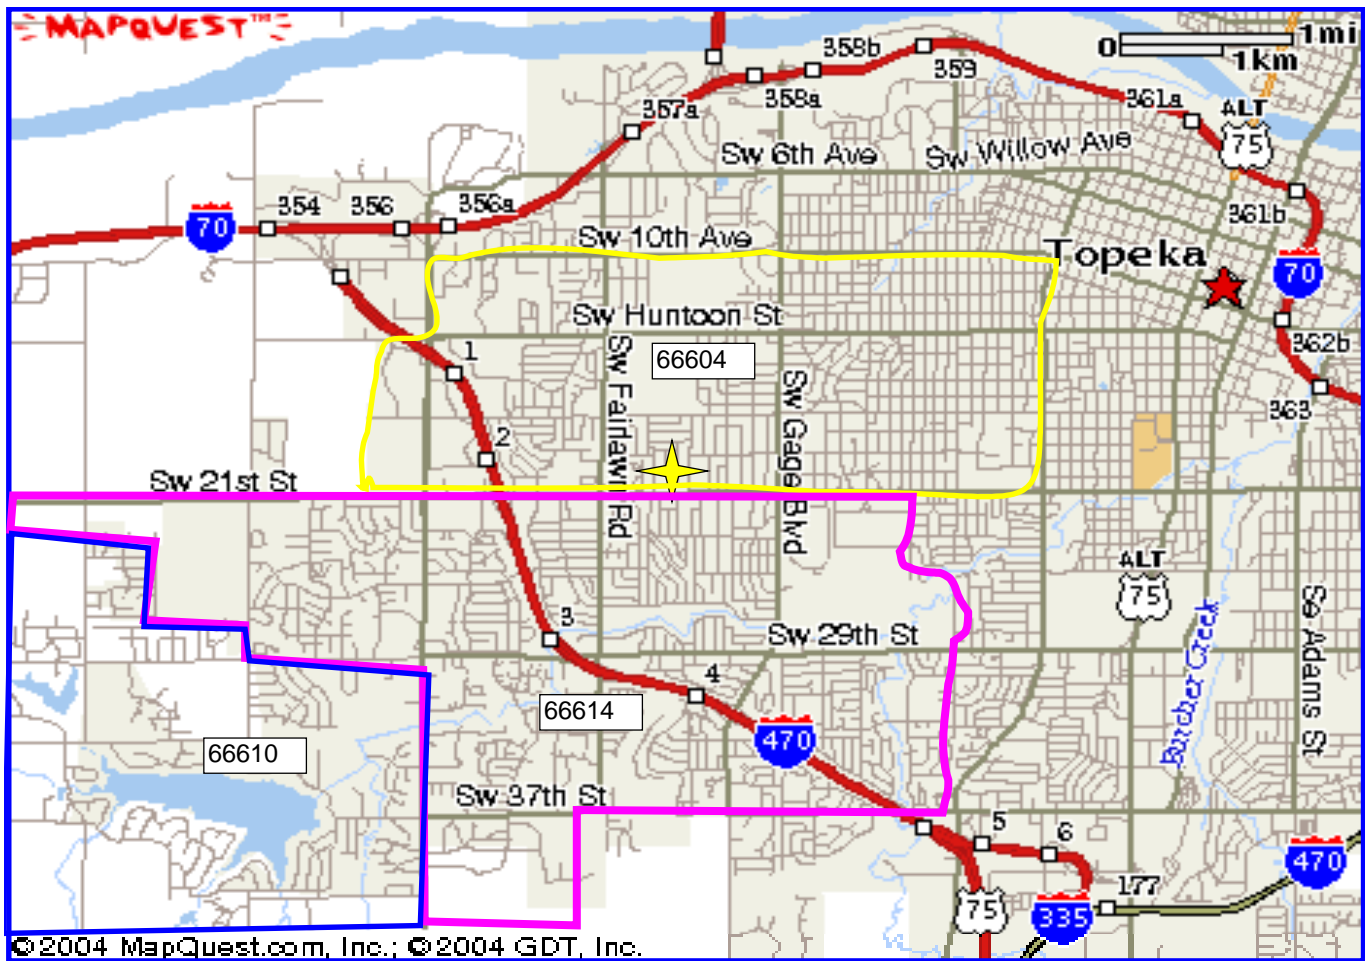 MAPQUEST™
358b
0 1mi
1km
359
357a
358a
361a
ALT
75
Sw 6th Ave
Sw Willow Ave
354
356
356a
361b
70
Sw 10th Ave
Topeka
70
Sw Huntoon St
1
66604
362b
Sw Fairlawn Rd
Sw Gage Blvd
363
2
Sw 21st St
ALT
75
3
Sw 29th St
Butcher Creek
Se Adams St
4
66614
470
66610
Sw 37th St
5
6
470
177
75
335
©2004 MapQuest.com, Inc.; ©2004 GDT, Inc.